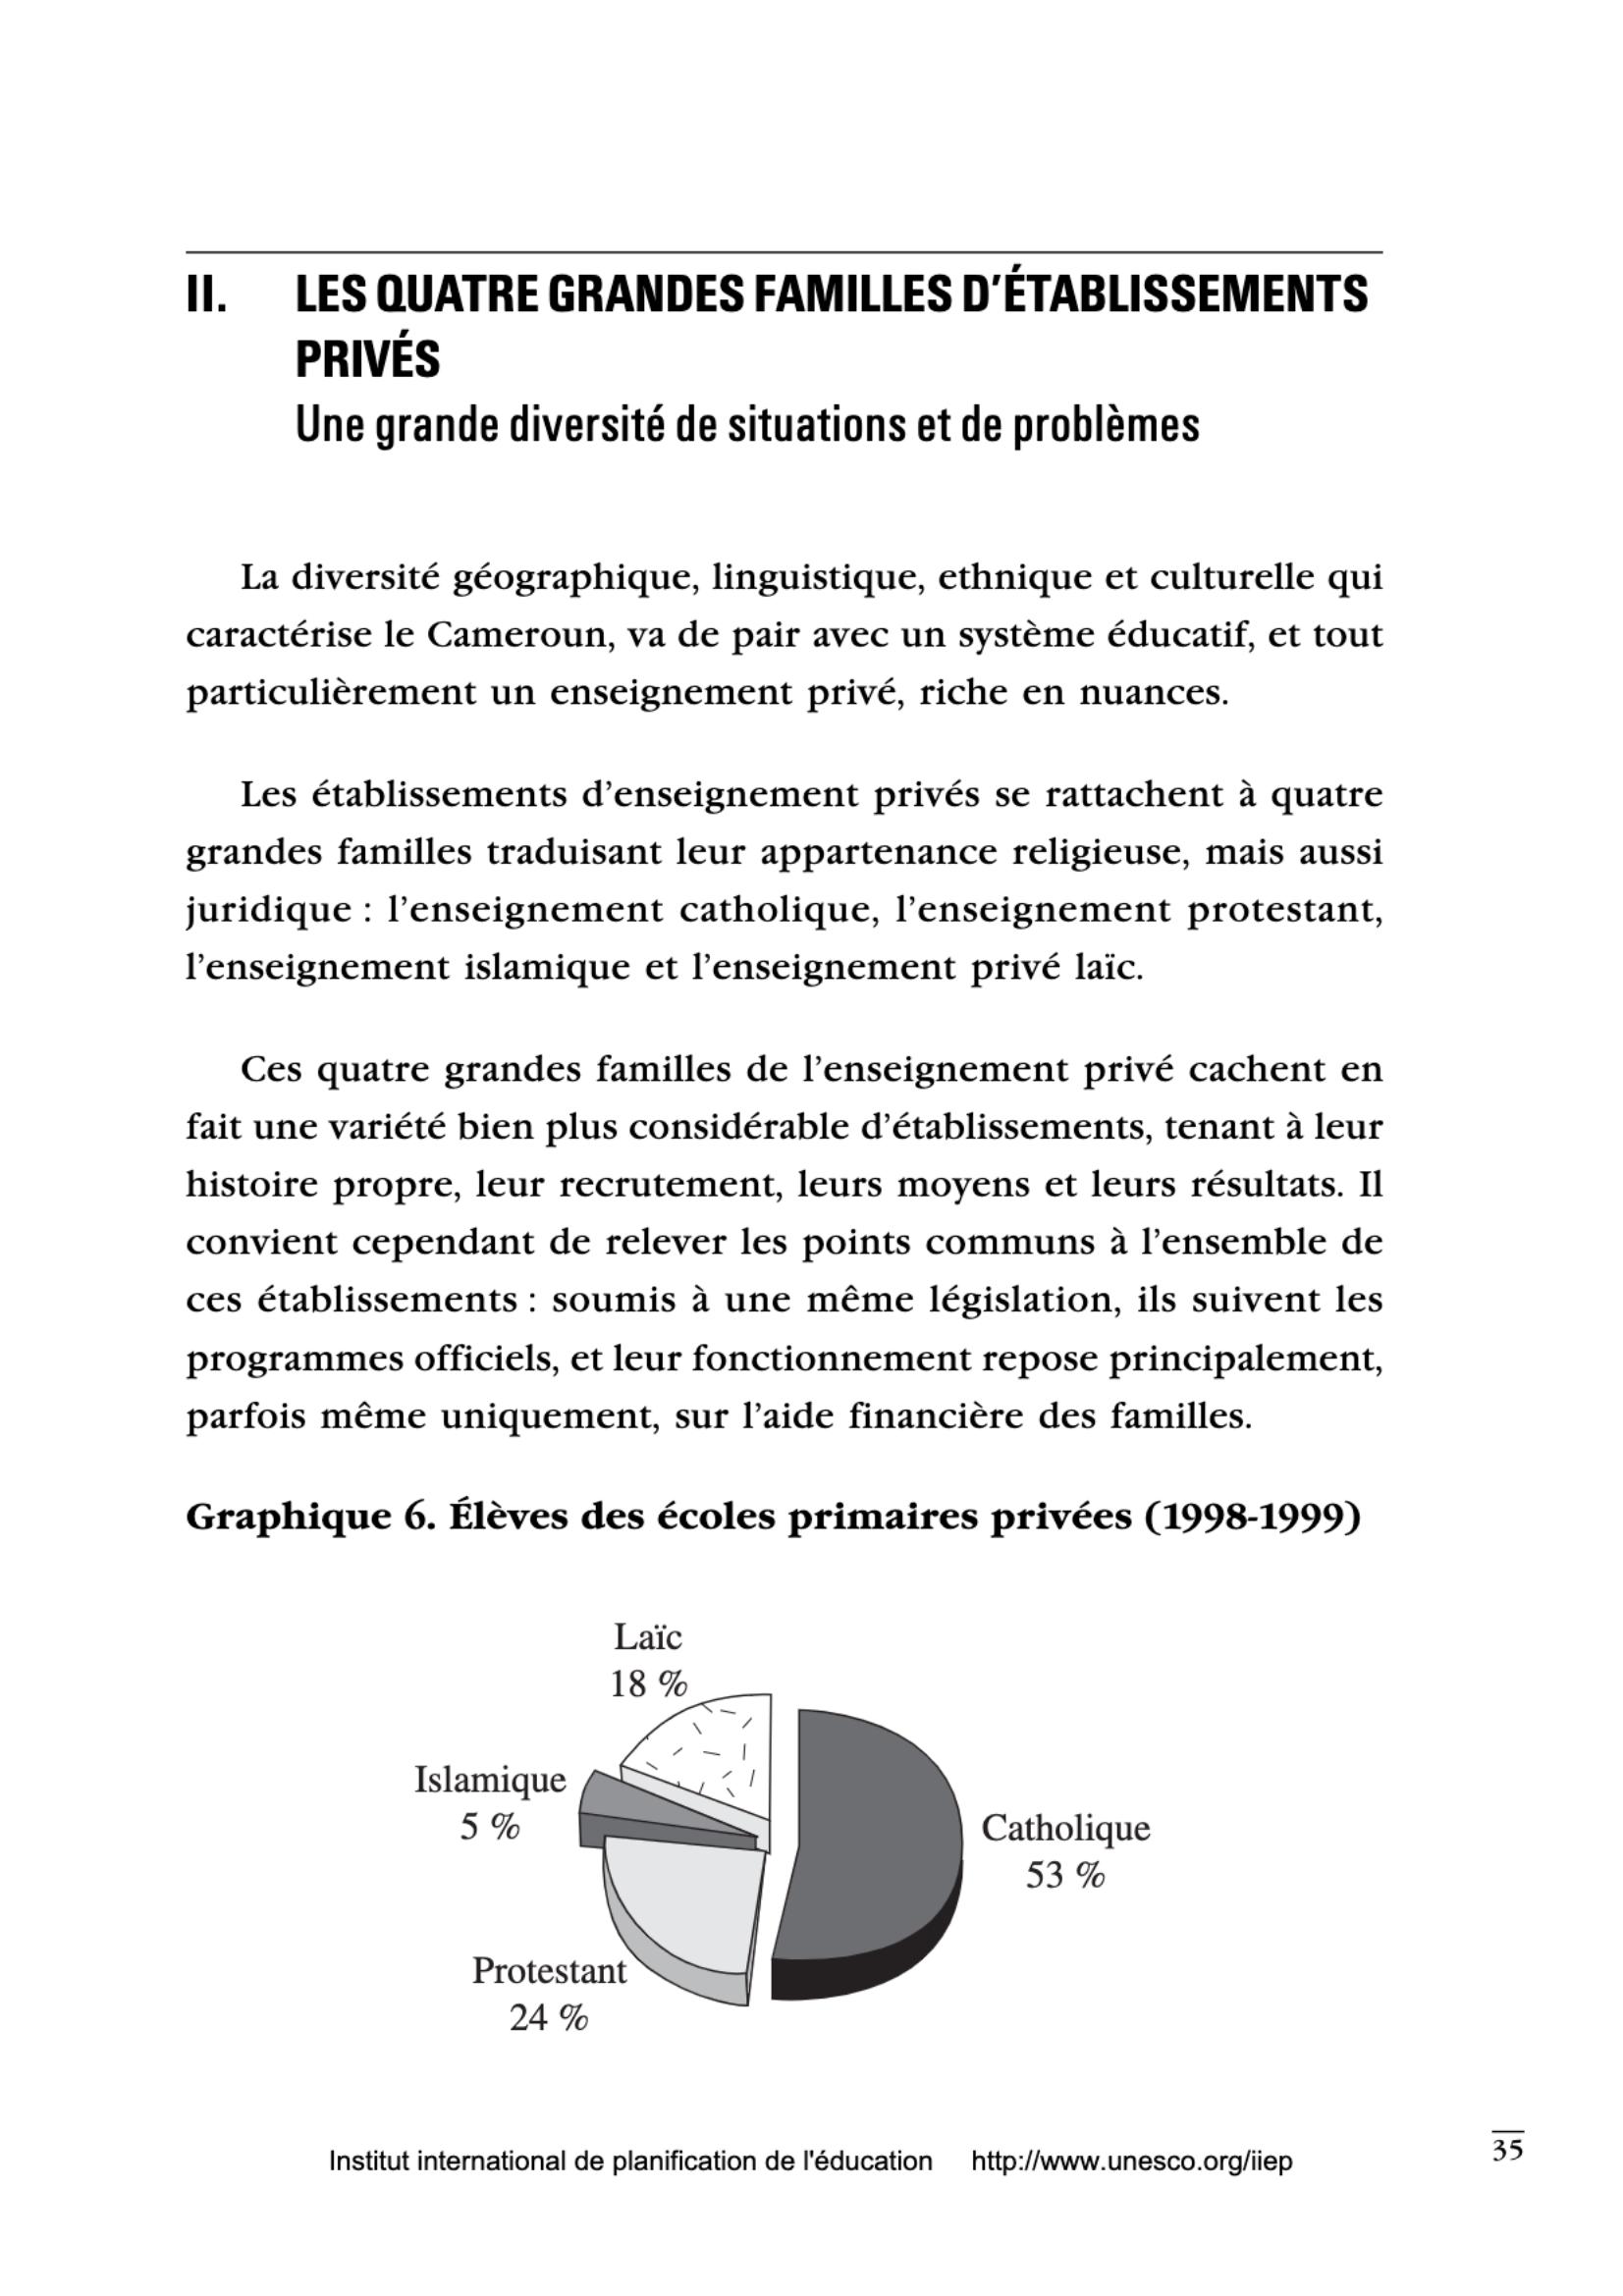 II. LES QUATRE GRANDES FAMILLES D’ÉTABLISSEMENTS
PRIVÉS
Une grande diversité de situations et de problèmes
La diversité géographique, linguistique, ethnique et culturelle qui
caractérise le Cameroun, va de pair avec un système éducatif, et tout
particulièrement un enseignement privé, riche en nuances.
Les établissements d’enseignement privés se rattachent à quatre
grandes familles traduisant leur appartenance religieuse, mais aussi
juridique : l’enseignement catholique, l’enseignement protestant,
l’enseignement islamique et l’enseignement privé laïc.
Ces quatre grandes familles de l’enseignement privé cachent en
fait une variété bien plus considérable d’établissements, tenant à leur
histoire propre, leur recrutement, leurs moyens et leurs résultats. Il
convient cependant de relever les points communs à l’ensemble de
ces établissements : soumis à une même législation, ils suivent les
programmes officiels, et leur fonctionnement repose principalement,
parfois même uniquement, sur l’aide financière des familles.
Graphique 6. Élèves des écoles primaires privées (1998-1999)
Laïc
18 %
Islamique
5 %
Catholique
53 %
Protestant
24 %
35
Institut international de planification de l'éducation http://www.unesco.org/iiep